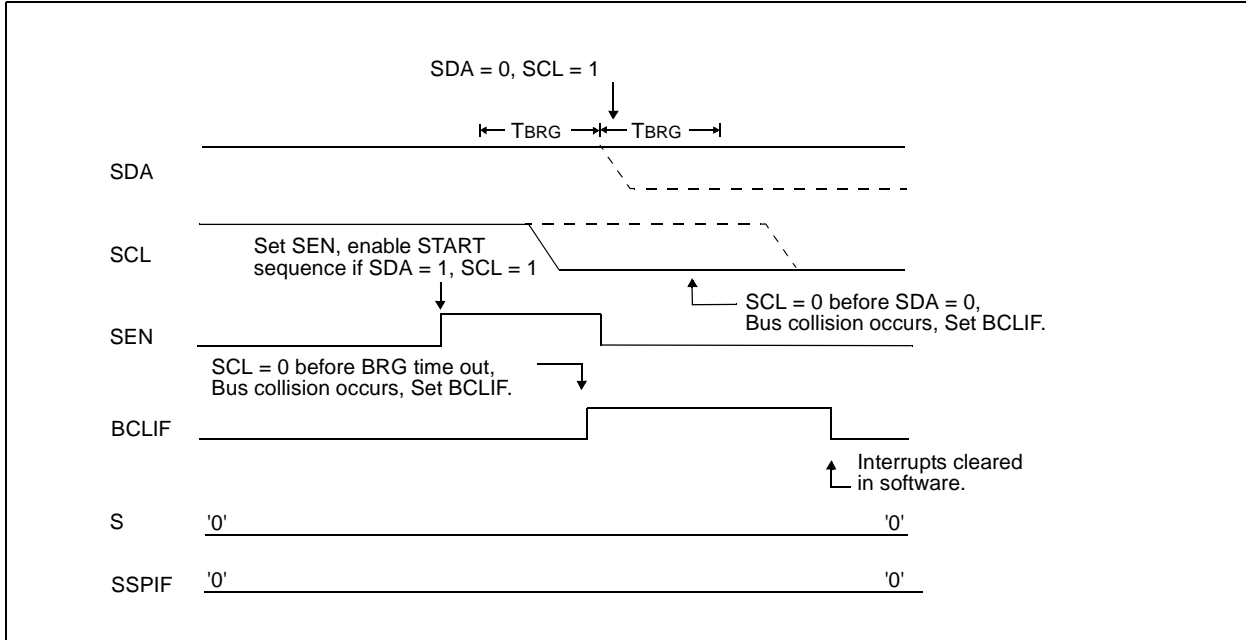 SDA = 0, SCL = 1
TBRG TBRG
SDA
SCL
Set SEN, enable START
sequence if SDA = 1, SCL = 1
SCL = 0 before SDA = 0,
Bus collision occurs, Set BCLIF.
SEN
SCL = 0 before BRG time out,
Bus collision occurs, Set BCLIF.
BCLIF
Interrupts cleared
in software.
S '0' '0'
SSPIF '0' '0'